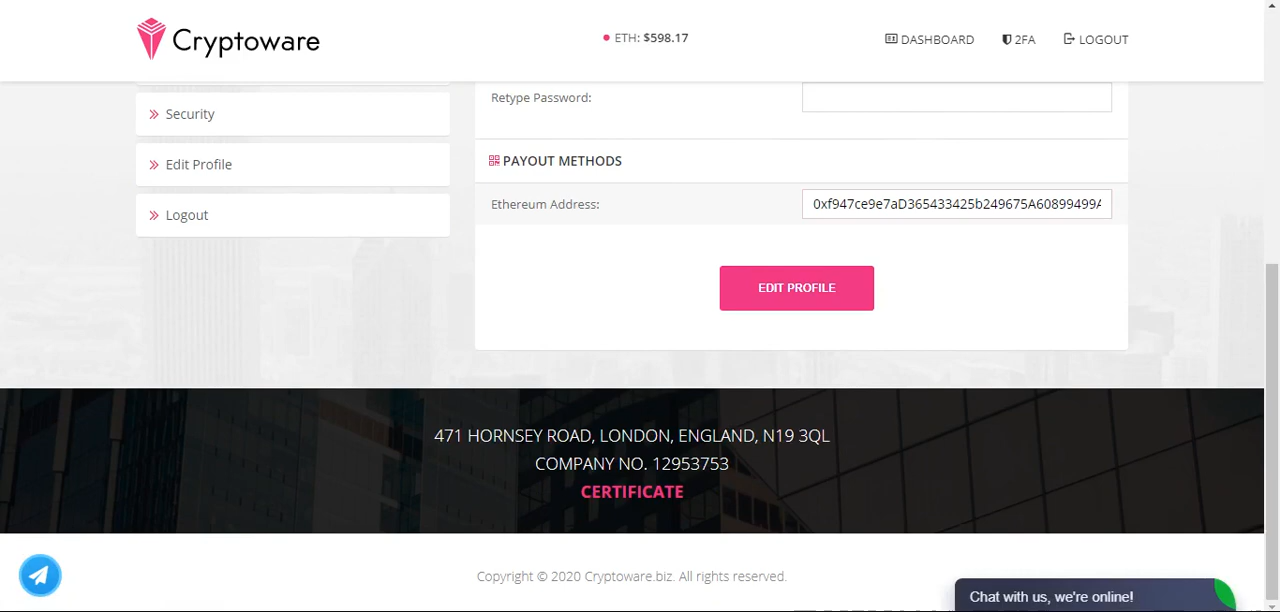 Cryptoware
ETH: $598.17
DASHBOARD
2FA
LOGOUT
Security
Edit Profile
Logout
Retype Password:
PAYOUT METHODS
Ethereum Address:
0xf947ce9e7aD365433425b249675A60899499A
EDIT PROFILE
471 HORNSEY ROAD, LONDON, ENGLAND, N19 3QL
COMPANY NO. 12953753
CERTIFICATE
Copyright © 2020 Cryptoware.biz. All rights reserved.
Chat with us, we're online!